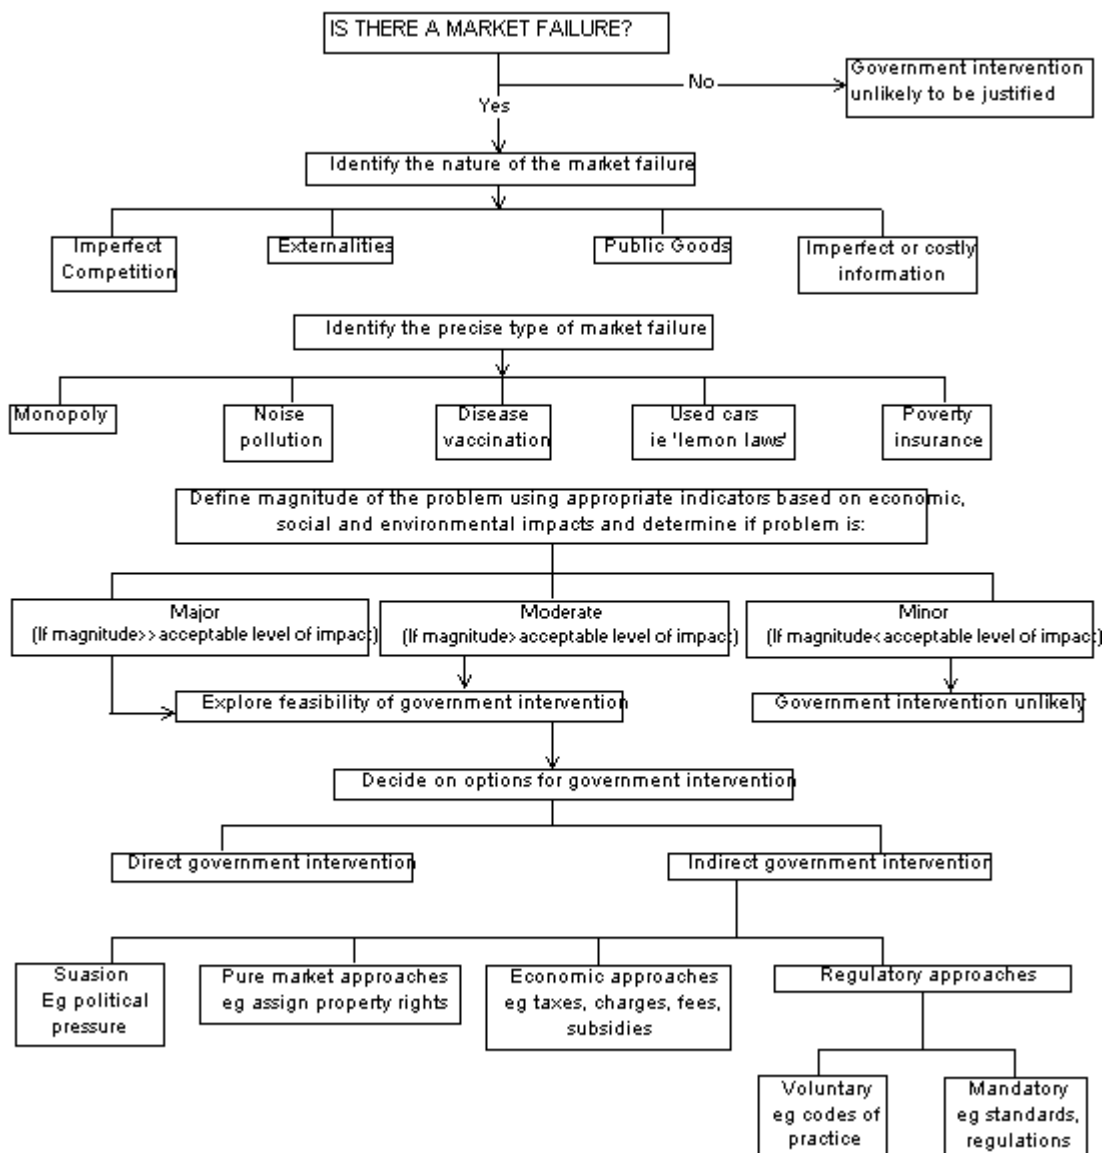 IS THERE A MARKET FAILURE?
No
Government intervention
unlikely to be justified
Yes
Identify the nature of the market failure
Imperfect
Competition
Externalities
Public Goods
Imperfect or costly
information
Identify the precise type of market failure
Monopoly
Noise
pollution
Disease
vaccination
Used cars
ie 'lemon laws'
Poverty
insurance
Define magnitude of the problem using appropriate indicators based on economic,
social and environmental impacts and determine if problem is:
Major
(If magnitude>>acceptable level of impact)
Moderate
(If magnitude>acceptable level of impact)
Minor
(If magnitude<acceptable level of impact)
Explore feasibility of government intervention
Government intervention unlikely
Decide on options for government intervention
Direct government intervention
Indirect government intervention
Suasion
Eg political
pressure
Pure market approaches
eg assign property rights
Economic approaches
eg taxes, charges, fees,
subsidies
Regulatory approaches
Voluntary
eg codes of
practice
Mandatory
eg standards,
regulations